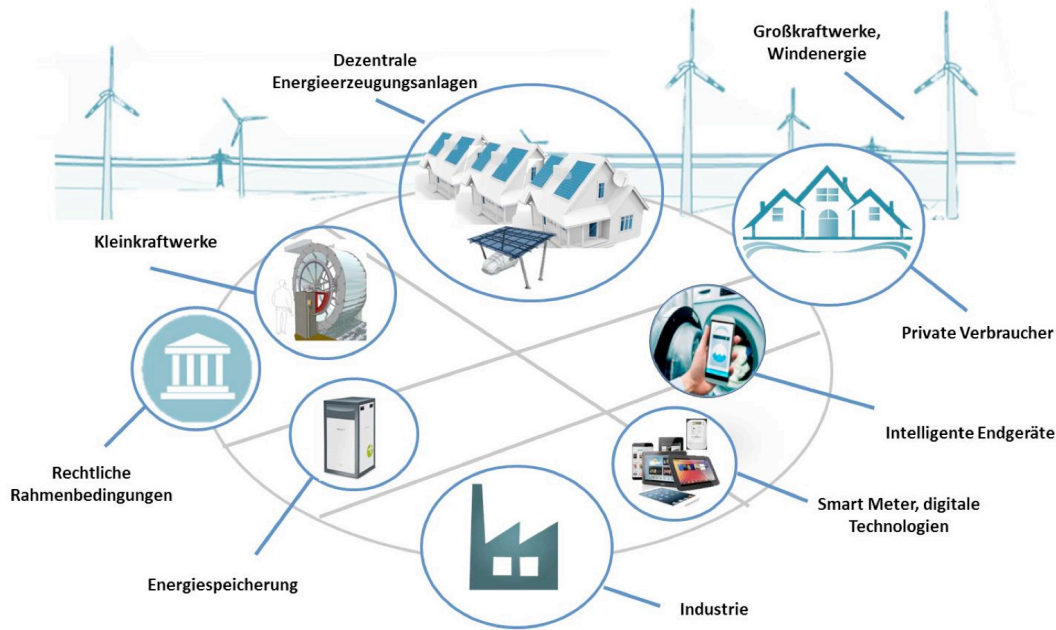 Großkraftwerke,
Windenergie
Dezentrale
Energieerzeugungsanlagen
Kleinkraftwerke
Private Verbraucher
Intelligente Endgeräte
Rechtliche
Rahmenbedingungen
Smart Meter, digitale
Technologien
Energiespeicherung
Industrie